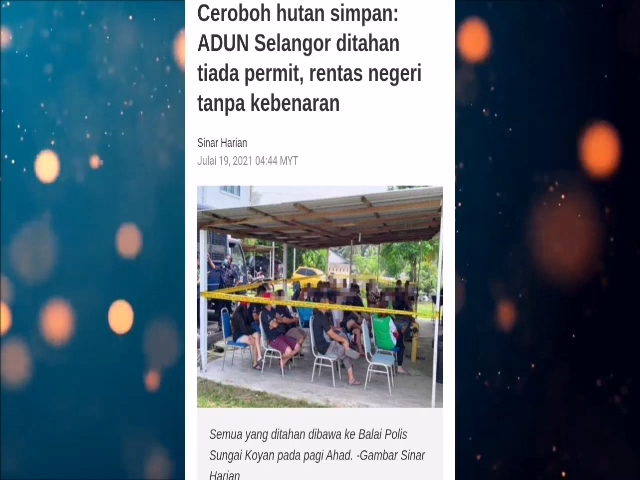 Ceroboh hutan simpan:
ADUN Selangor ditahan
tiada permit, rentas negeri
tanpa kebenaran
Sinar Harian
Julai 19, 2021 04:44 MYT
Semua yang ditahan dibawa ke Balai Polis
Sungai Koyan pada pagi Ahad. -Gambar Sinar
Harian